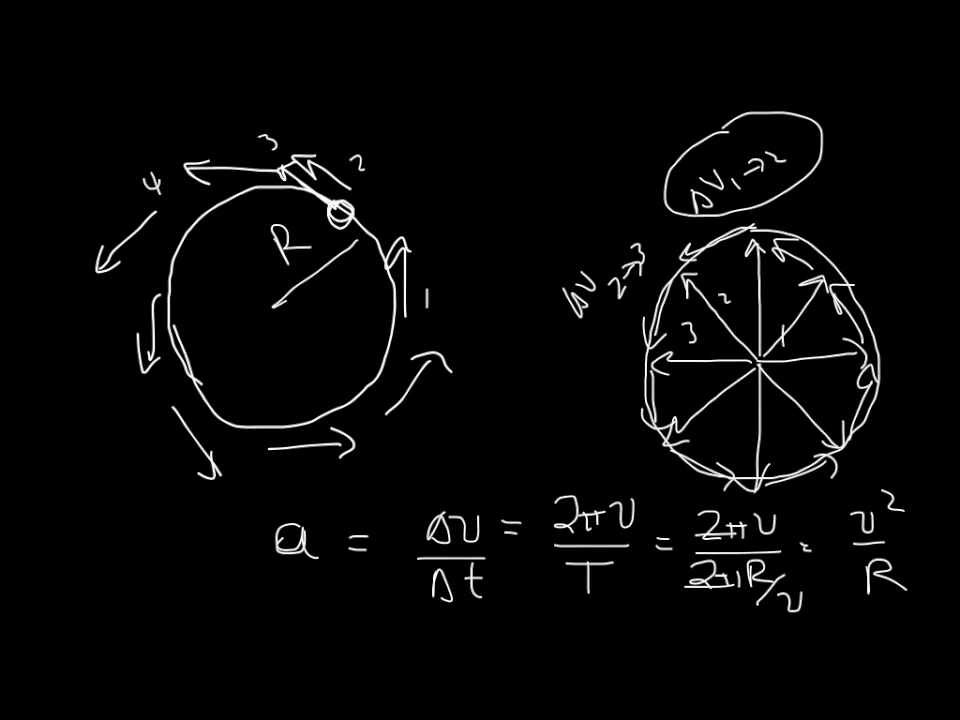 3
2
4
R
1
ΔV₁→₂
ΔV₂→₃
2
3
1
a = Δv/Δt = 2πv/T = 2πv/(2πR/v) = v²/R